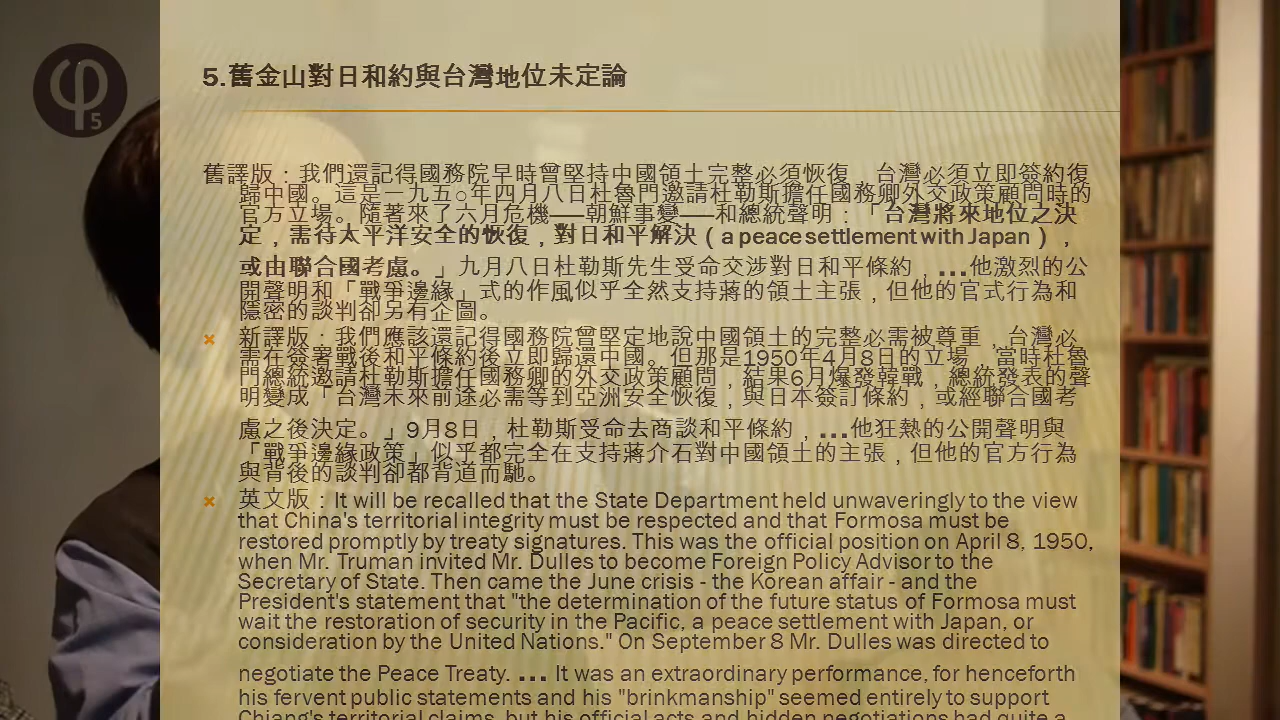 φ5
5.舊金山對日和約與台灣地位未定論
舊譯版：我們還記得國務院早時曾堅持中國領土完整必須恢復，台灣必須立即簽約復
歸中國。這是一九五○年四月八日杜魯門邀請杜勒斯擔任國務卿外交政策顧問時的
官方立場。隨著來了六月危機──朝鮮事變──和總統聲明：「台灣將來地位之決
定，需待太平洋安全的恢復，對日和平解決（a peace settlement with Japan），
或由聯合國考慮。」九月八日杜勒斯先生受命交涉對日和平條約，…他激烈的公
開聲明和「戰爭邊緣」式的作風似乎全然支持蔣的領土主張，但他的官式行為和
隱密的談判卻另有企圖。
新譯版：我們應該還記得國務院曾堅定地說中國領土的完整必需被尊重，台灣必
需在簽署戰後和平條約後立即歸還中國。但那是1950年4月8日的立場，當時杜魯
門總統邀請杜勒斯擔任國務卿的外交政策顧問，結果6月爆發韓戰，總統發表的聲
明變成「台灣未來前途必需等到亞洲安全恢復，與日本簽訂條約，或經聯合國考
慮之後決定。」9月8日，杜勒斯受命去商談和平條約，…他狂熱的公開聲明與
「戰爭邊緣政策」似乎都完全在支持蔣介石對中國領土的主張，但他的官方行為
與背後的談判卻都背道而馳。
英文版：It will be recalled that the State Department held unwaveringly to the view
that China's territorial integrity must be respected and that Formosa must be
restored promptly by treaty signatures. This was the official position on April 8, 1950,
when Mr. Truman invited Mr. Dulles to become Foreign Policy Advisor to the
Secretary of State. Then came the June crisis - the Korean affair - and the
President's statement that "the determination of the future status of Formosa must
wait the restoration of security in the Pacific, a peace settlement with Japan, or
consideration by the United Nations." On September 8 Mr. Dulles was directed to
negotiate the Peace Treaty. … It was an extraordinary performance, for henceforth
his fervent public statements and his "brinkmanship" seemed entirely to support
Chiang's territorial claims, but his official acts and hidden negotiations had quite a